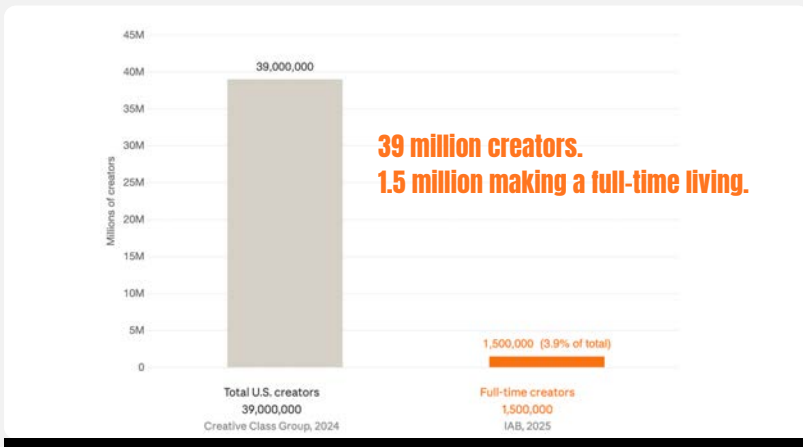 45M
40M
35M
30M
25M
20M
15M
10M
5M
0
Millions of creators
39,000,000
39 million creators.
1.5 million making a full-time living.
1,500,000 (3.9% of total)
Total U.S. creators
39,000,000
Creative Class Group, 2024
Full-time creators
1,500,000
IAB, 2025